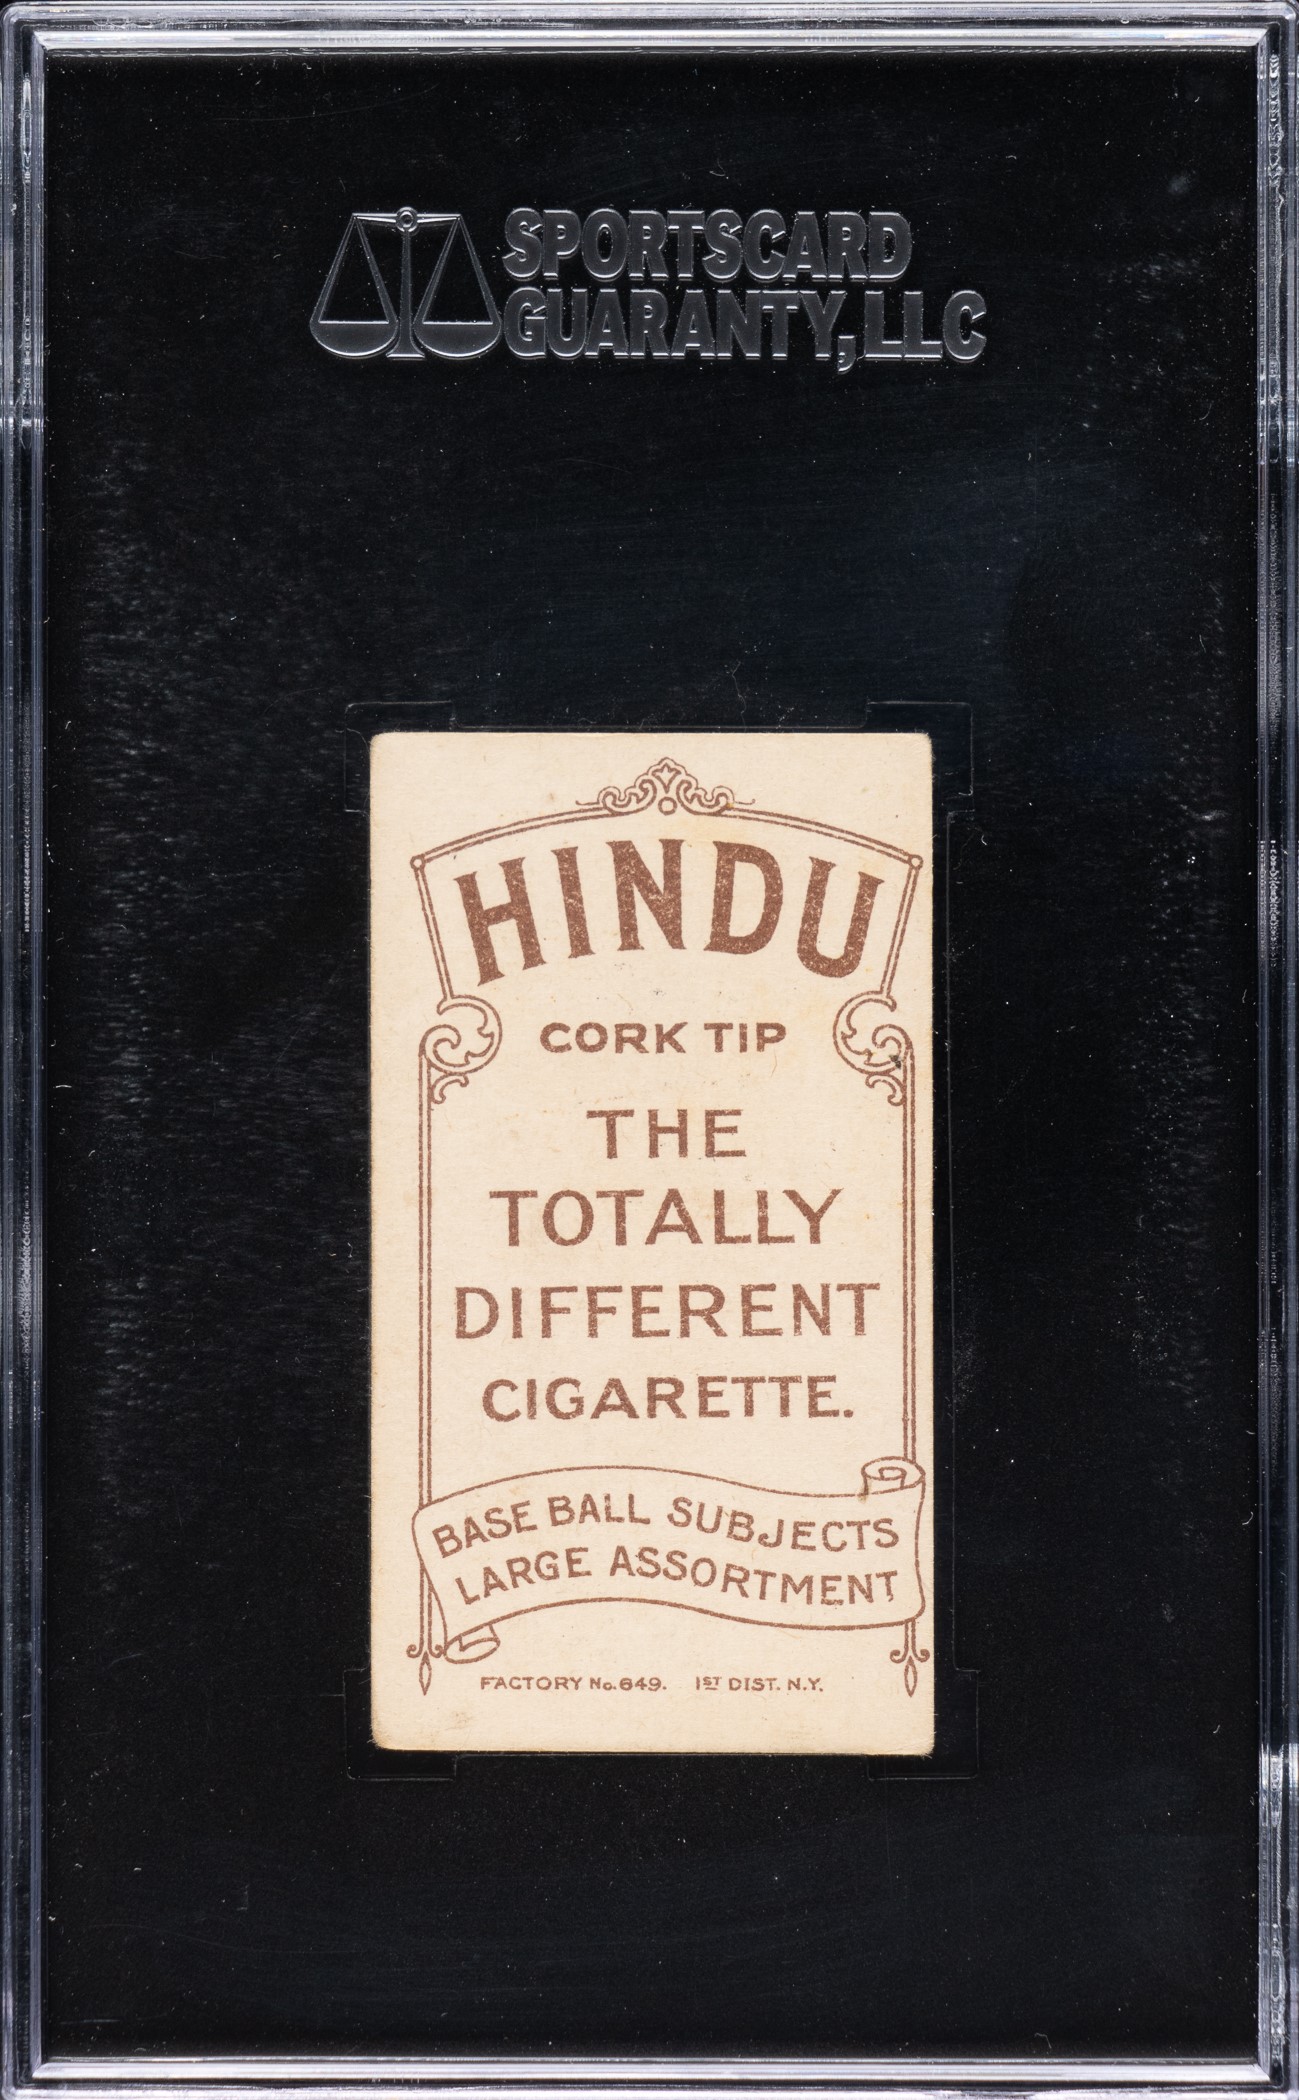 SPORTSCARD
GUARANTY, LLC
HINDU
CORK TIP
THE
TOTALLY
DIFFERENT
CIGARETTE.
BASE BALL SUBJECTS
LARGE ASSORTMENT
FACTORY No. 649. 1ST DIST. N.Y.